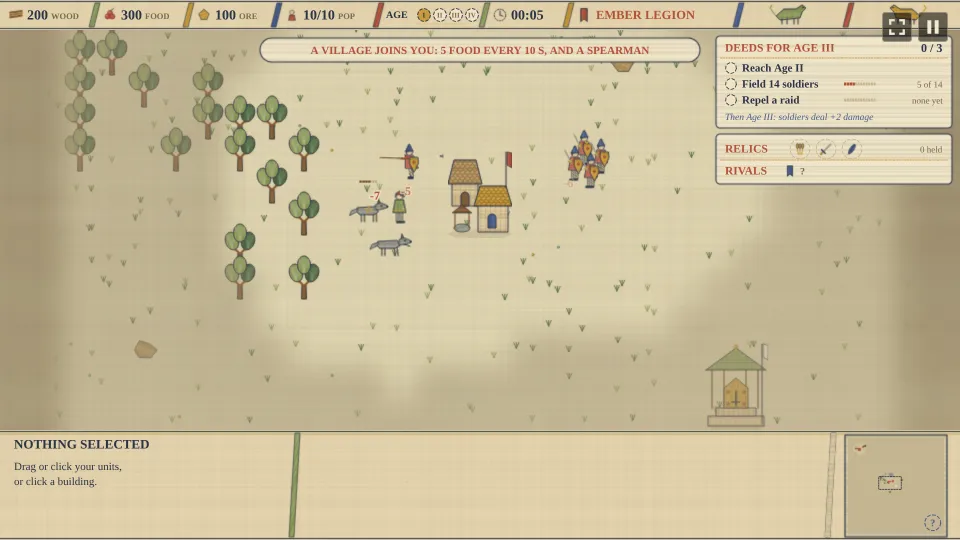 200 WOOD 300 FOOD 100 ORE 10/10 POP AGE I II III IV 00:05 EMBER LEGION
A VILLAGE JOINS YOU: 5 FOOD EVERY 10 S, AND A SPEARMAN
DEEDS FOR AGE III 0 / 3
Reach Age II
Field 14 soldiers 5 of 14
Repel a raid none yet
Then Age III: soldiers deal +2 damage
RELICS 0 held
RIVALS ?
-7 -5
NOTHING SELECTED
Drag or click your units,
or click a building.
?